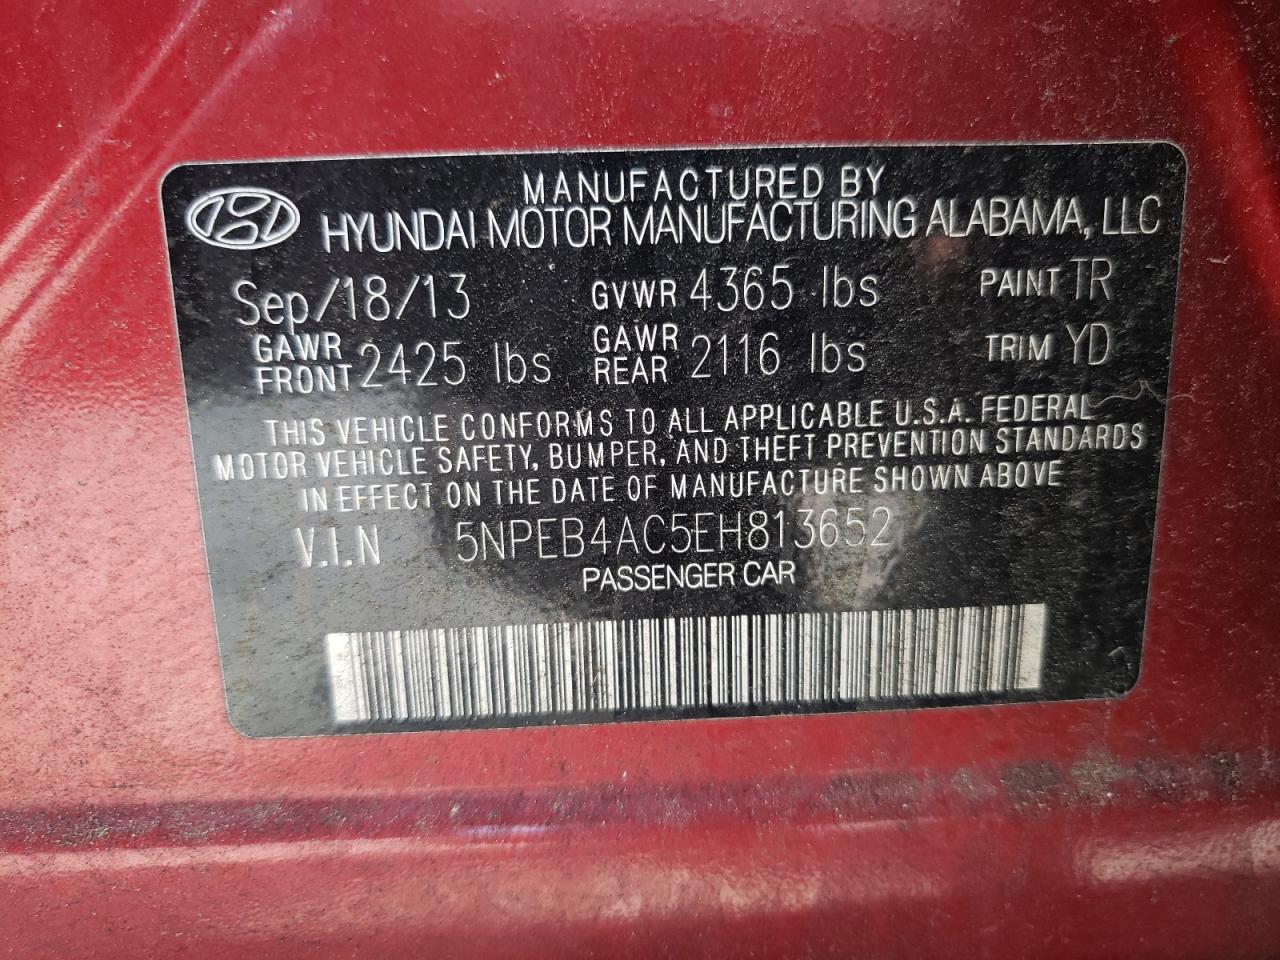 MANUFACTURED BY
HYUNDAI MOTOR MANUFACTURING ALABAMA, LLC
Sep/18/13 GVWR 4365 lbs PAINT TR
GAWR FRONT 2425 lbs GAWR REAR 2116 lbs TRIM YD
THIS VEHICLE CONFORMS TO ALL APPLICABLE U.S.A. FEDERAL
MOTOR VEHICLE SAFETY, BUMPER, AND THEFT PREVENTION STANDARDS
IN EFFECT ON THE DATE OF MANUFACTURE SHOWN ABOVE
V.I.N 5NPEB4AC5EH813652
PASSENGER CAR